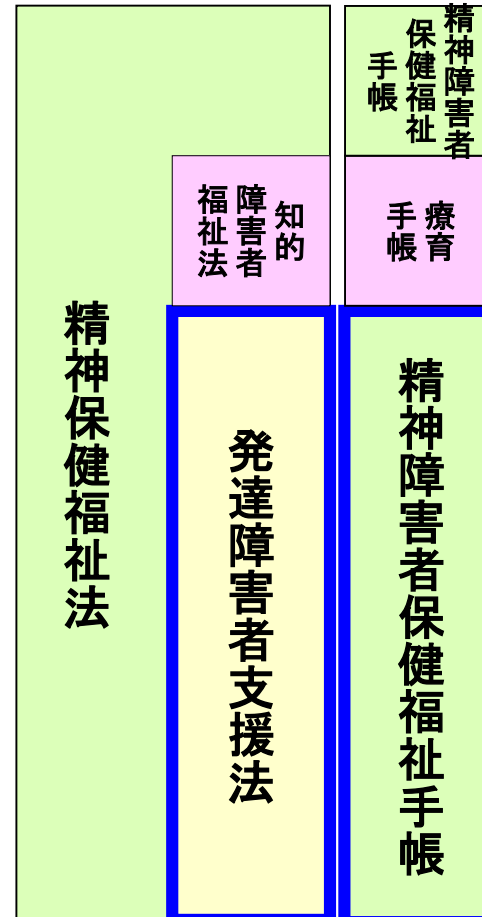 精神障害者
保健福祉
手帳
知的
障害者
福祉法
療育
手帳
精神保健福祉法
発達障害者支援法
精神障害者保健福祉手帳